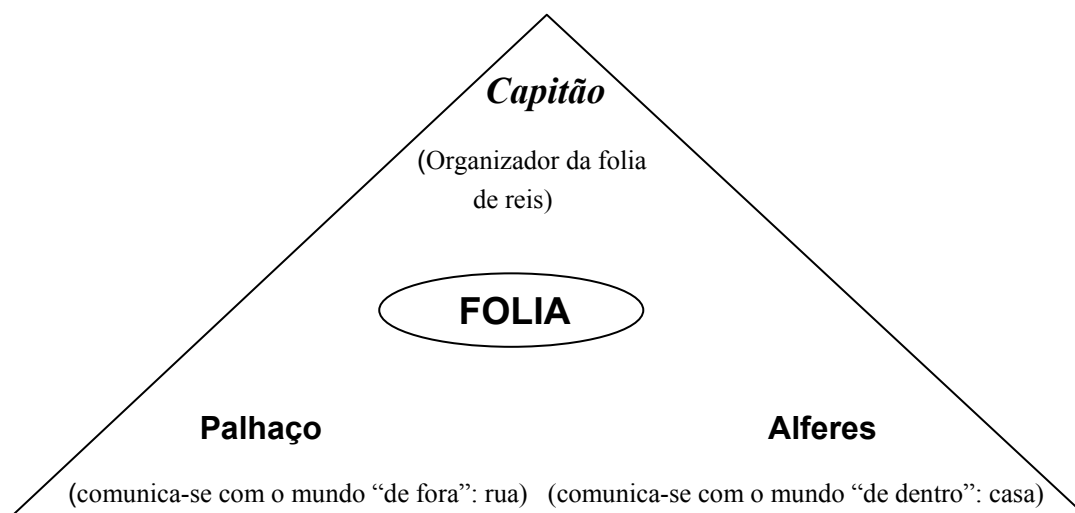 Capitão
(Organizador da folia
de reis)
FOLIA
Palhaço
Alferes
(comunica-se com o mundo “de fora”: rua)
(comunica-se com o mundo “de dentro”: casa)